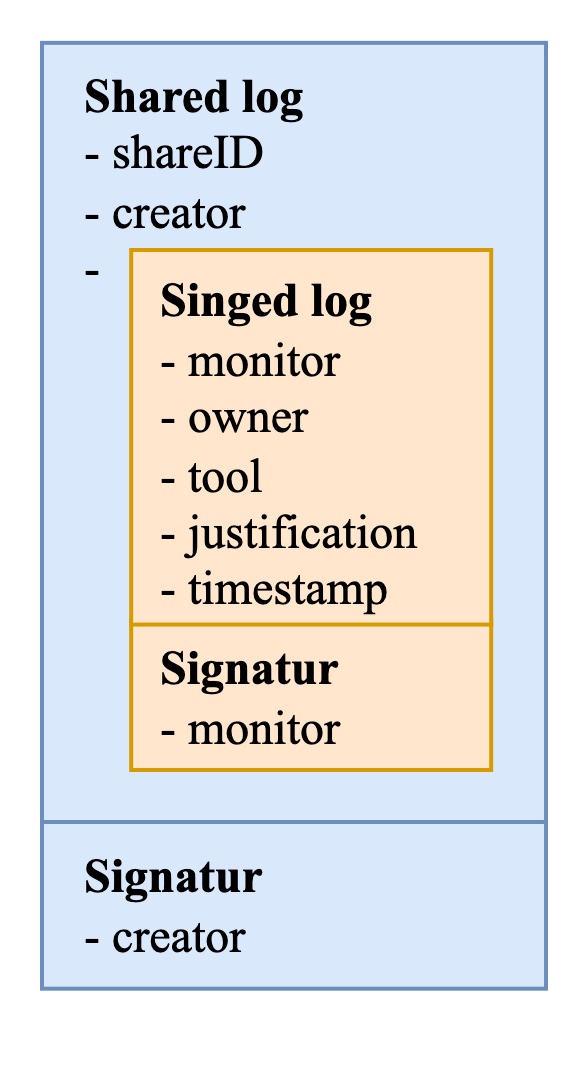 Shared log
- shareID
- creator
-
Singed log
- monitor
- owner
- tool
- justification
- timestamp
Signatur
- monitor
Signatur
- creator